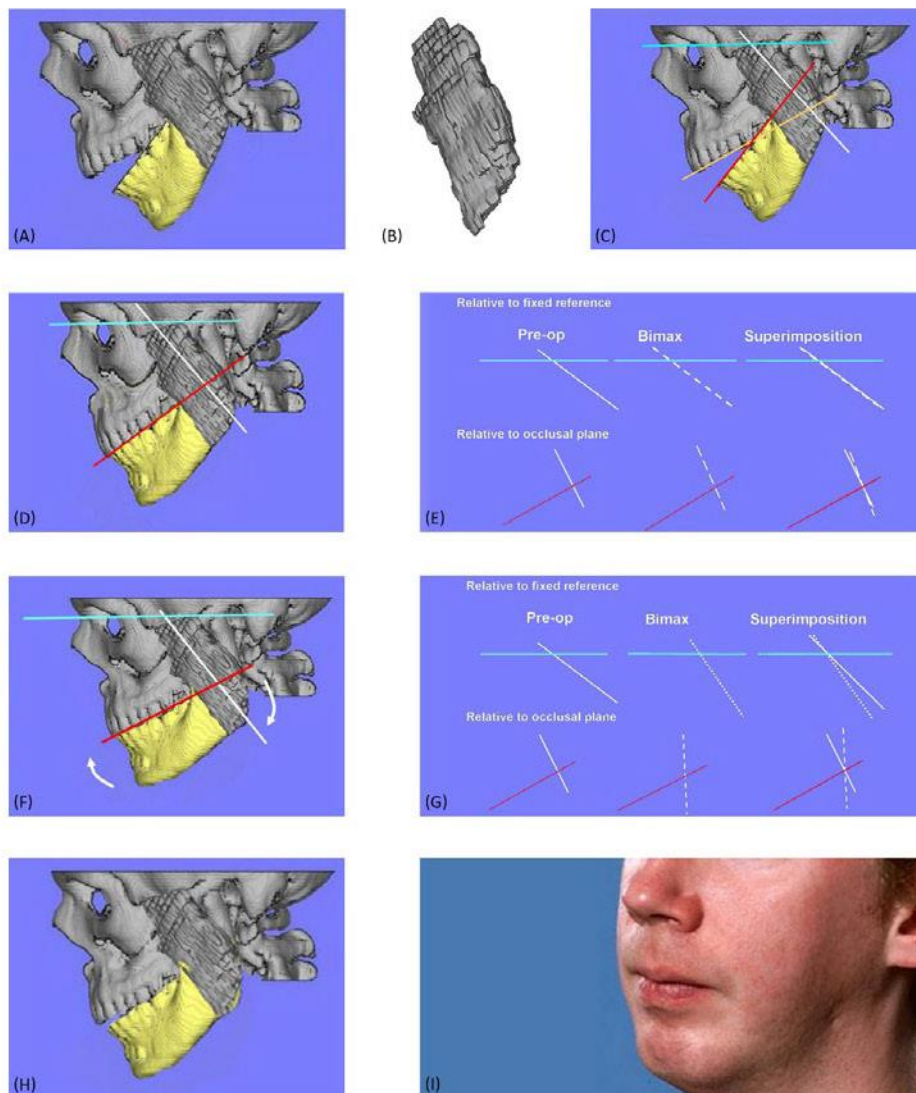 (A)
(B)
(C)
(D)
Relative to fixed reference
Pre-op Bimax Superimposition
Relative to occlusal plane
(E)
(F)
Relative to fixed reference
Pre-op Bimax Superimposition
Relative to occlusal plane
(G)
(H)
(I)